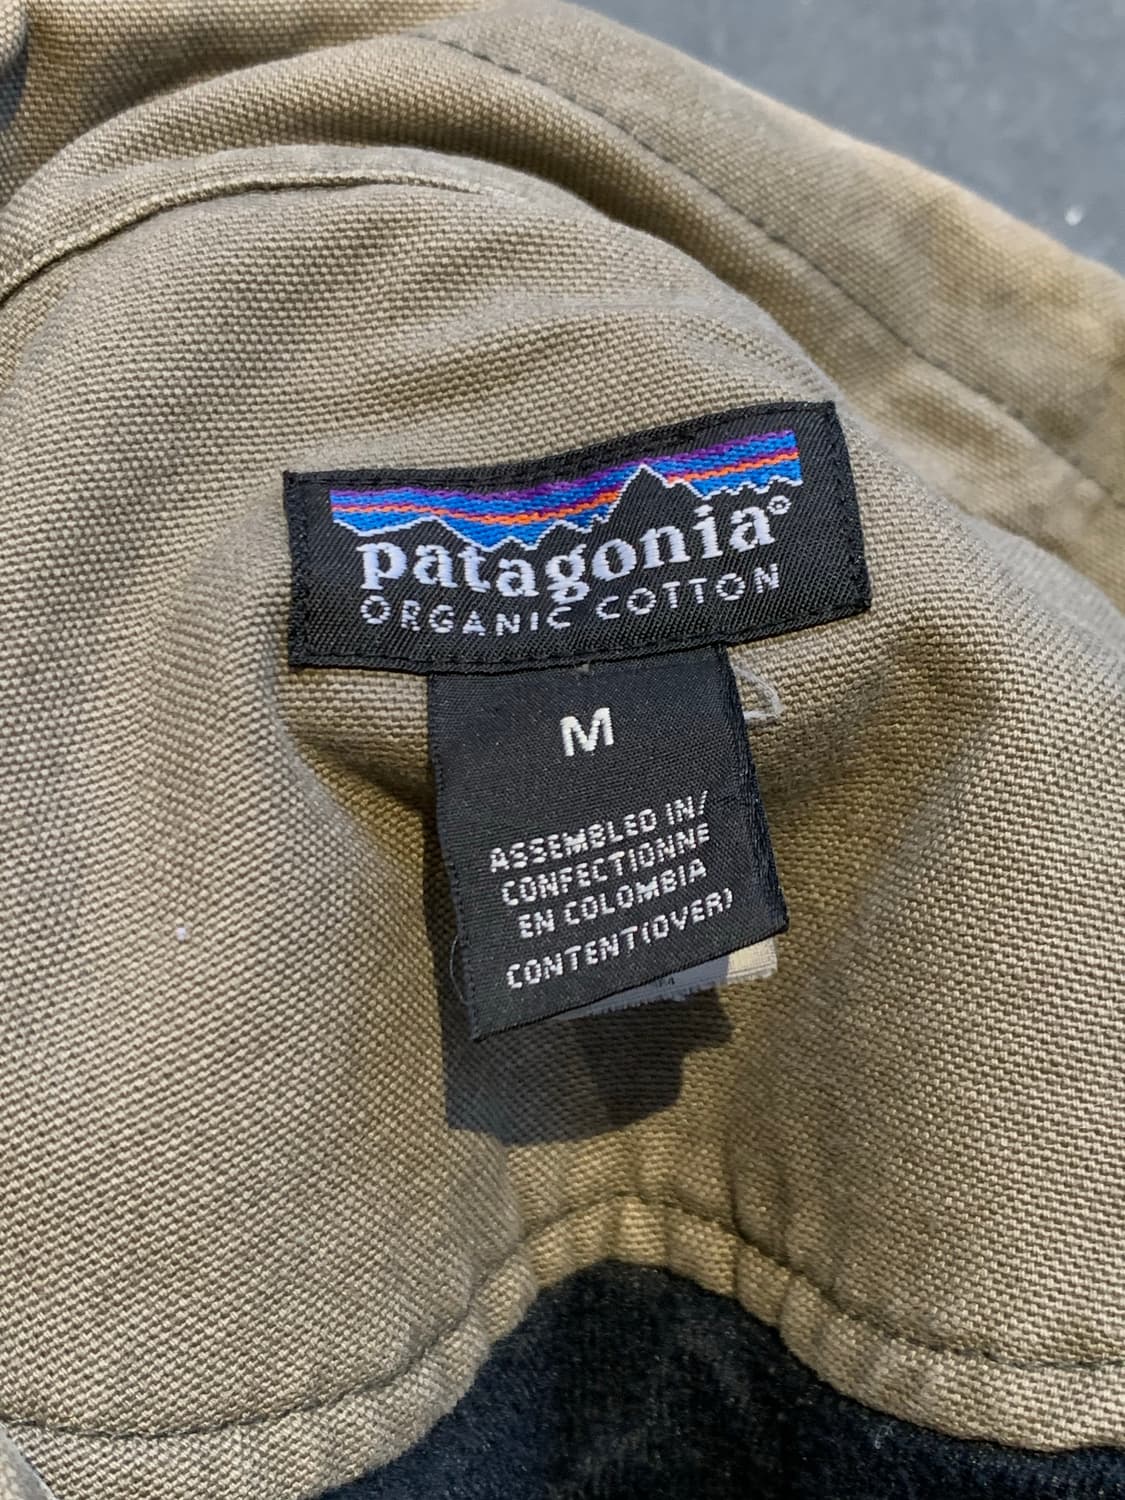 patagonia®
ORGANIC COTTON
M
ASSEMBLED IN/
CONFECTIONNE
EN COLOMBIA
CONTENT(OVER)